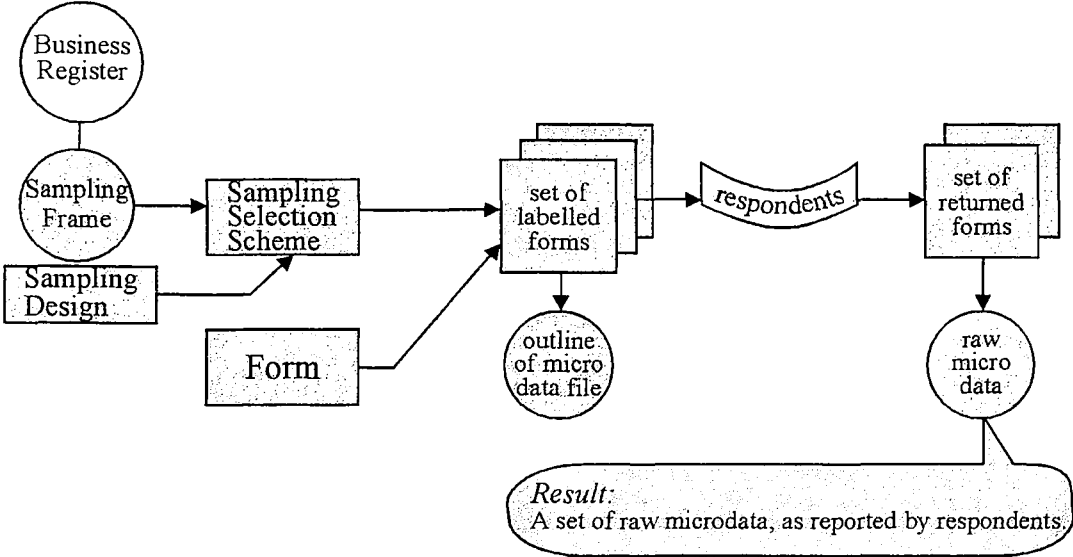 Business
Register
Sampling
Frame
Sampling
Design
Sampling
Selection
Scheme
Form
set of
labelled
forms
outline
of micro
data file
respondents
set of
returned
forms
raw
micro
data
Result:
A set of raw microdata, as reported by respondents.